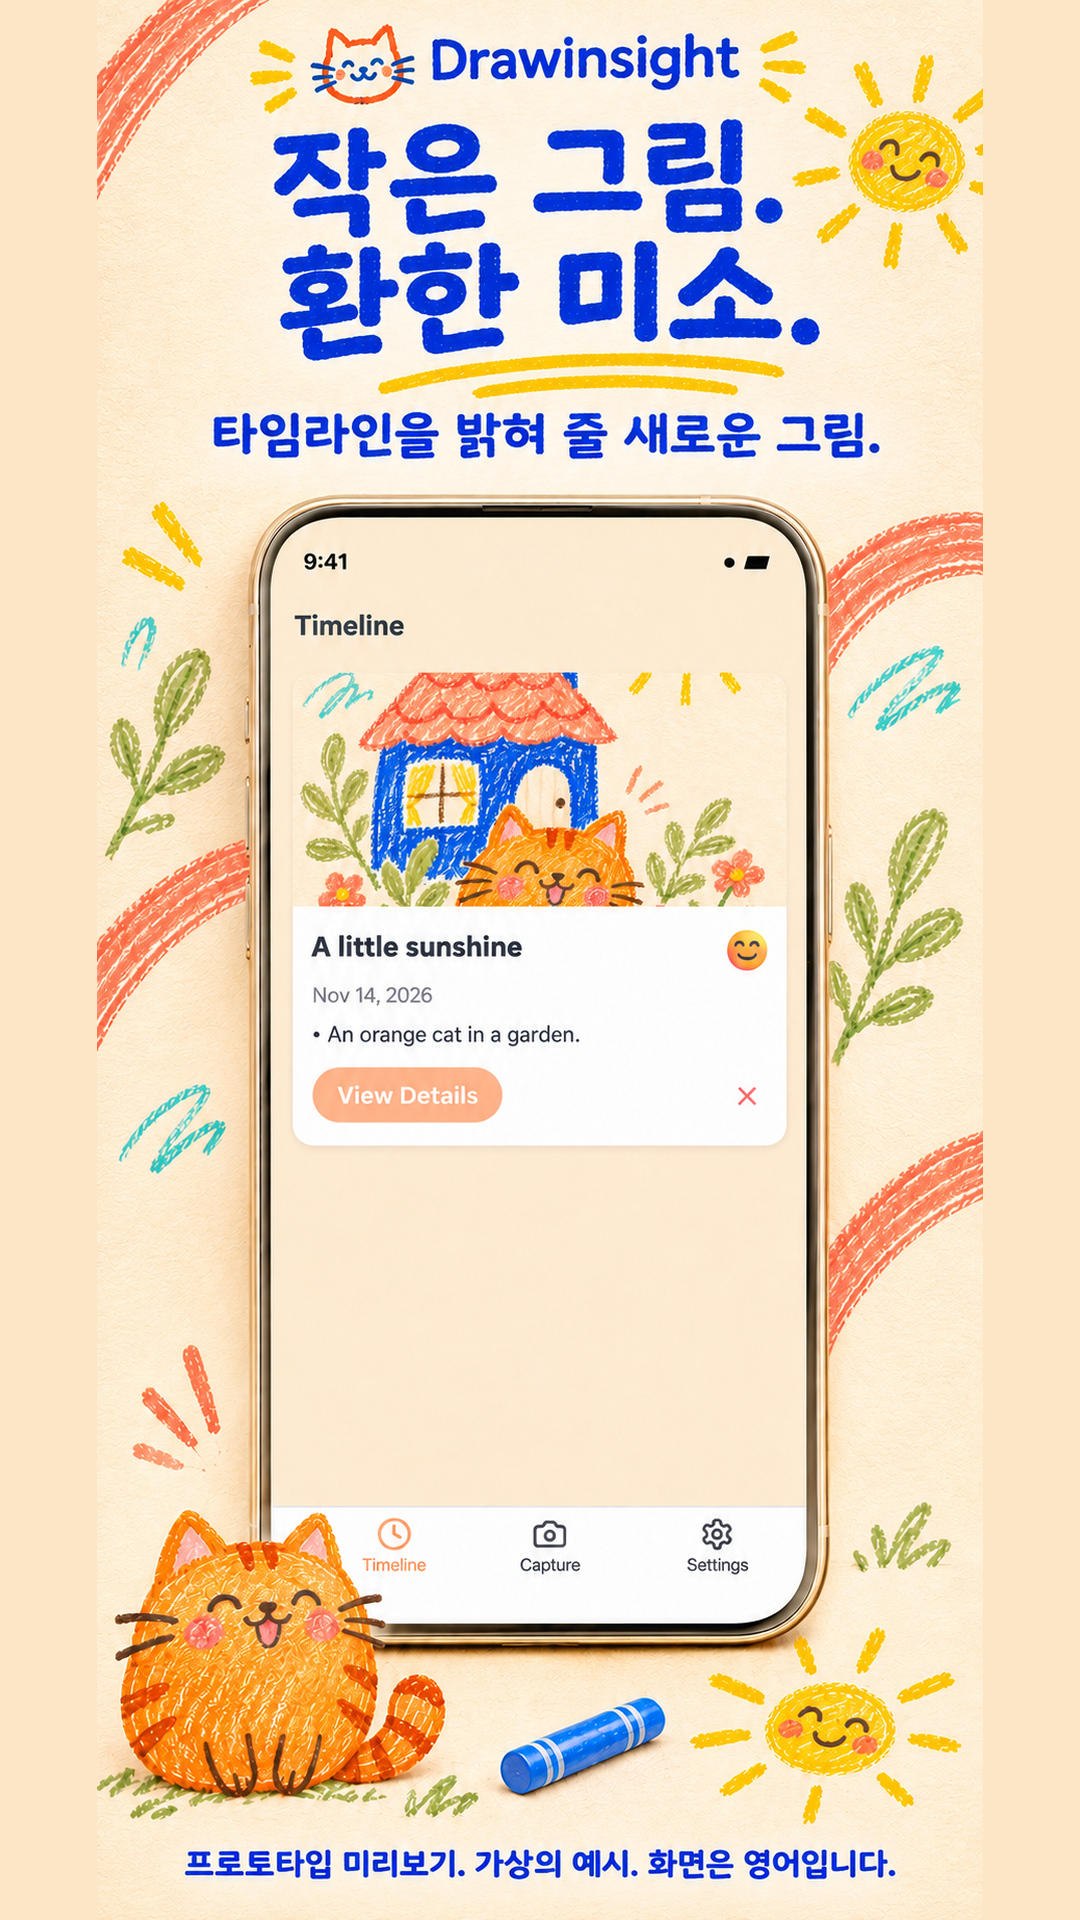 Drawinsight
작은 그림.
환한 미소.
타임라인을 밝혀 줄 새로운 그림.
9:41
Timeline
A little sunshine
Nov 14, 2026
• An orange cat in a garden.
View Details
Timeline
Capture
Settings
프로토타입 미리보기. 가상의 예시. 화면은 영어입니다.